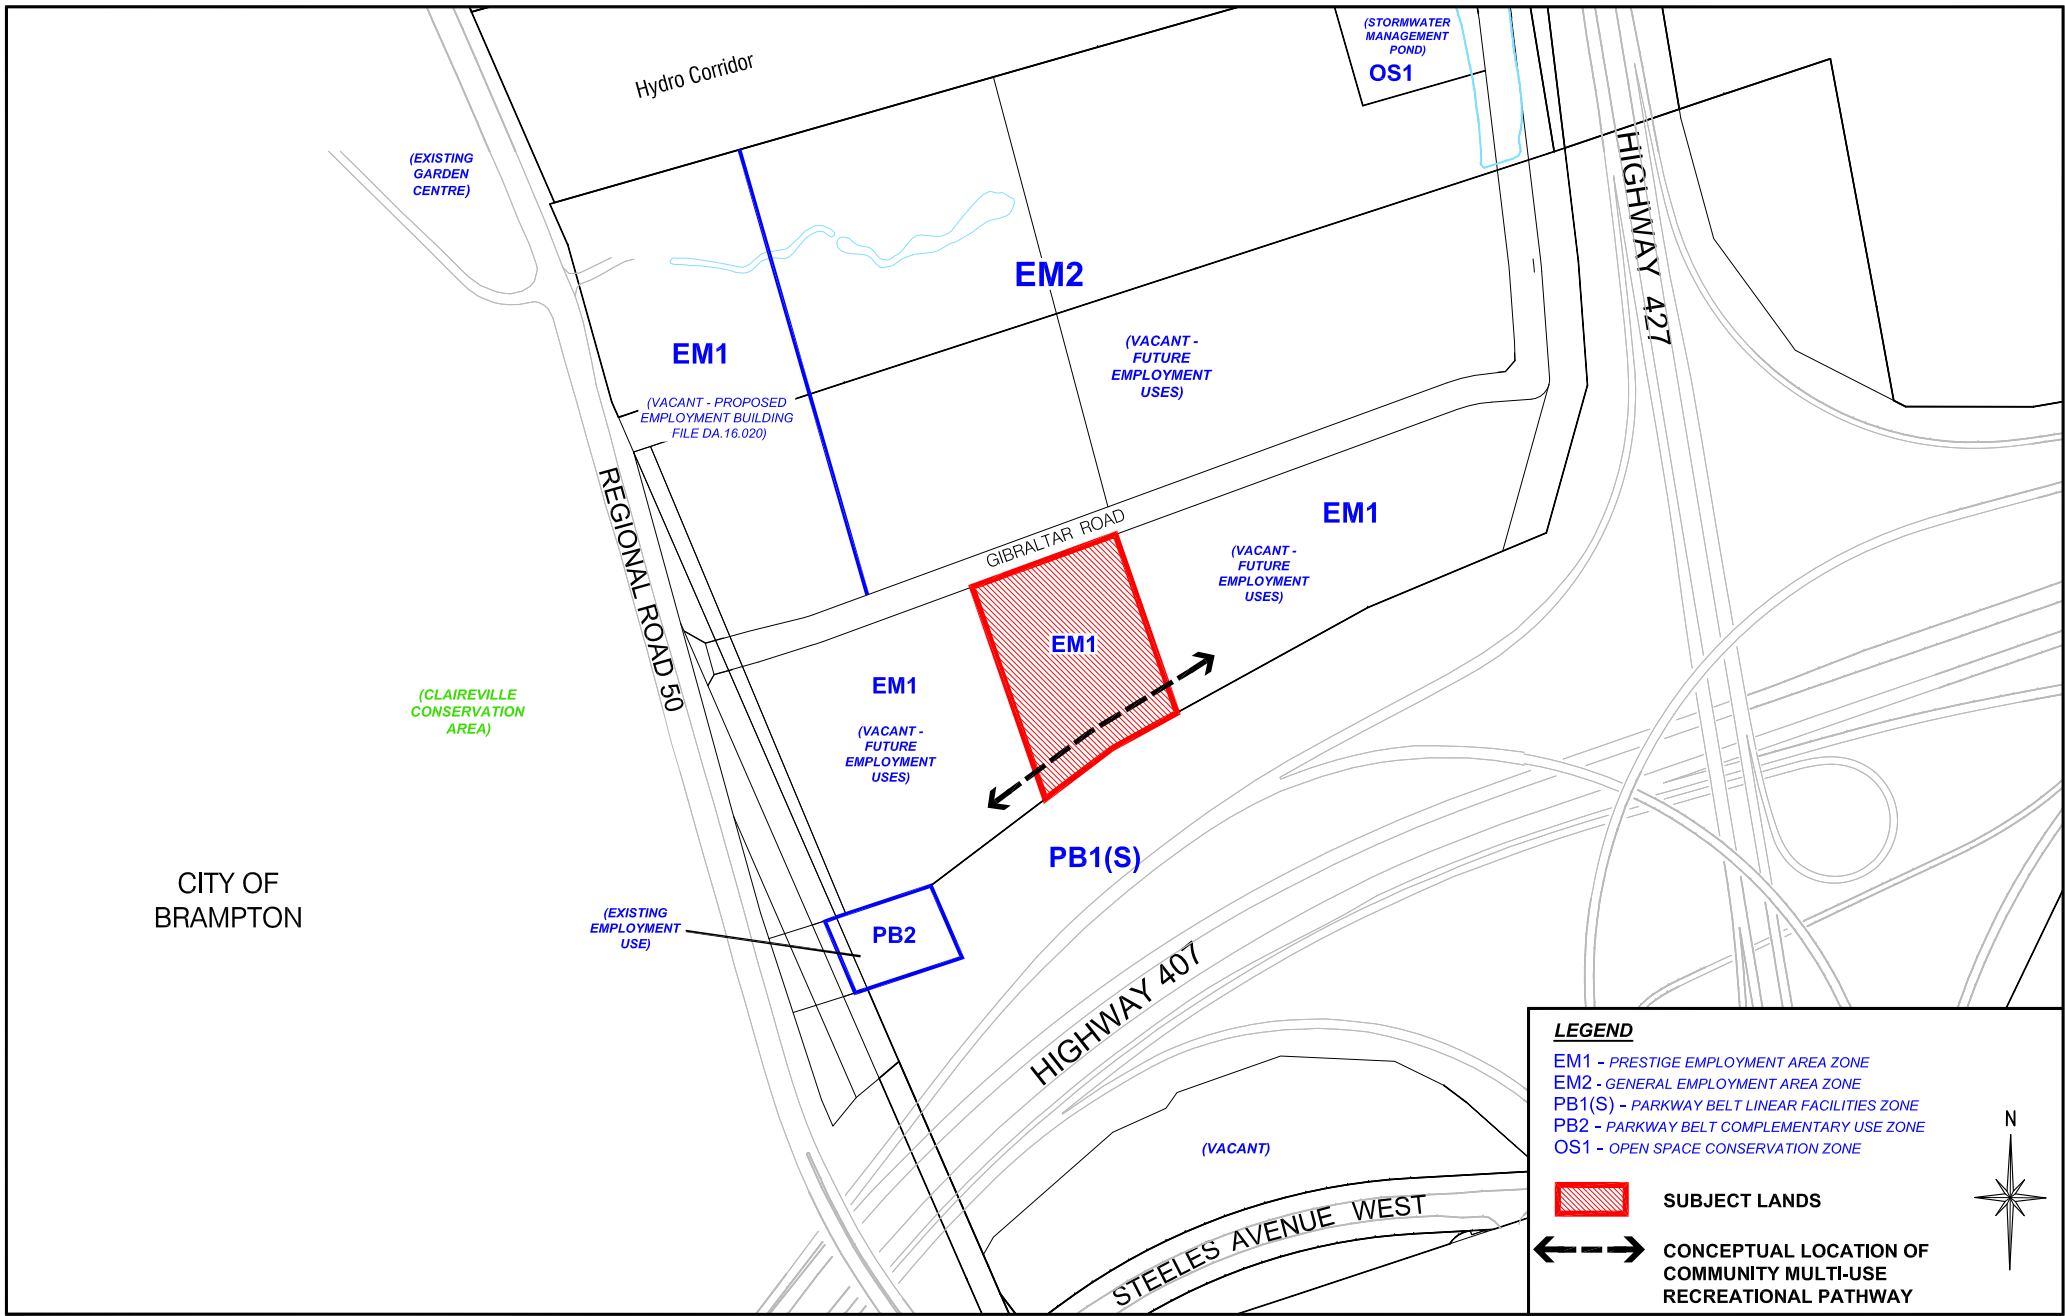 Hydro Corridor
(STORMWATER
MANAGEMENT
POND)
OS1
(EXISTING
GARDEN
CENTRE)
HIGHWAY 427
EM2
EM1
(VACANT - PROPOSED
EMPLOYMENT BUILDING
FILE DA.16.020)
(VACANT -
FUTURE
EMPLOYMENT
USES)
REGIONAL ROAD 50
GIBRALTAR ROAD
EM1
(VACANT -
FUTURE
EMPLOYMENT
USES)
EM1
EM1
(VACANT -
FUTURE
EMPLOYMENT
USES)
(CLAIREVILLE
CONSERVATION
AREA)
PB1(S)
CITY OF
BRAMPTON
(EXISTING
EMPLOYMENT
USE)
PB2
HIGHWAY 407
(VACANT)
STEELES AVENUE WEST
LEGEND
EM1 - PRESTIGE EMPLOYMENT AREA ZONE
EM2 - GENERAL EMPLOYMENT AREA ZONE
PB1(S) - PARKWAY BELT LINEAR FACILITIES ZONE
PB2 - PARKWAY BELT COMPLEMENTARY USE ZONE
OS1 - OPEN SPACE CONSERVATION ZONE
N
SUBJECT LANDS
CONCEPTUAL LOCATION OF
COMMUNITY MULTI-USE
RECREATIONAL PATHWAY